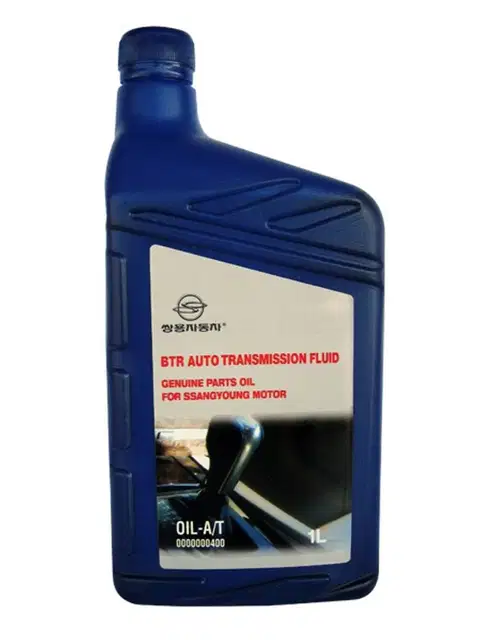 쌍용자동차®
BTR AUTO TRANSMISSION FLUID
GENUINE PARTS OIL
FOR SSANGYOUNG MOTOR
OIL-A/T
0000000400
1L